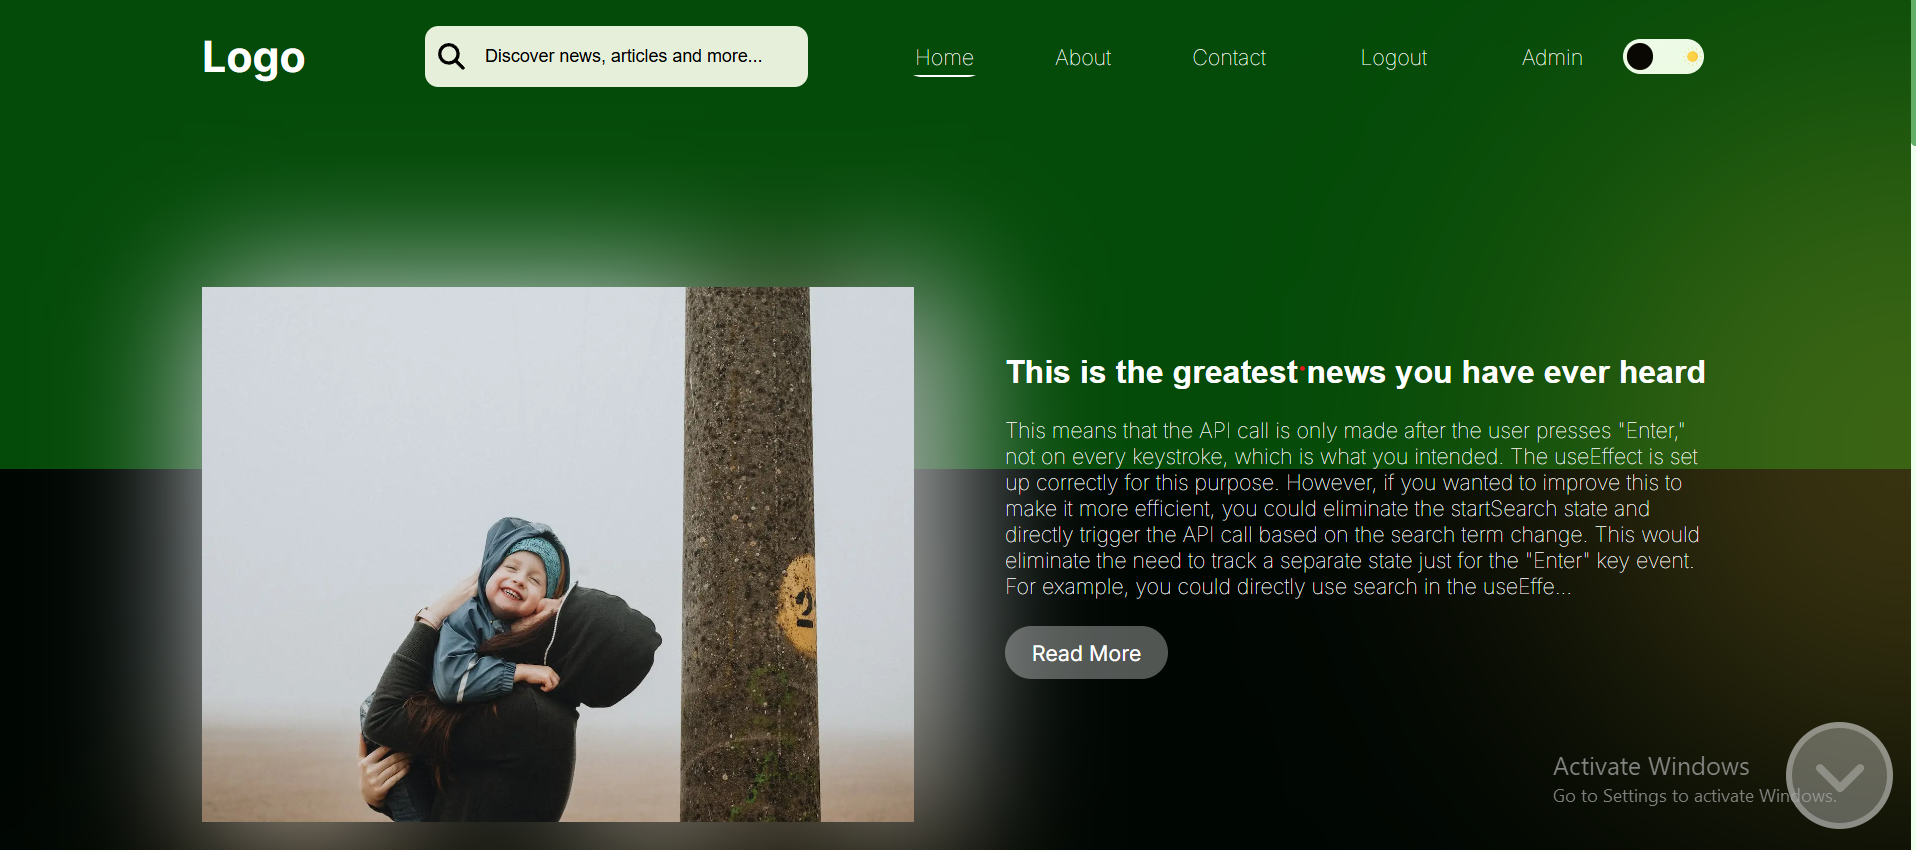 Logo
Discover news, articles and more...
Home
About
Contact
Logout
Admin
This is the greatest news you have ever heard
This means that the API call is only made after the user presses "Enter,"
not on every keystroke, which is what you intended. The useEffect is set
up correctly for this purpose. However, if you wanted to improve this to
make it more efficient, you could eliminate the startSearch state and
directly trigger the API call based on the search term change. This would
eliminate the need to track a separate state just for the "Enter" key event.
For example, you could directly use search in the useEffe...
2
Read More
Activate Windows
Go to Settings to activate Windows.